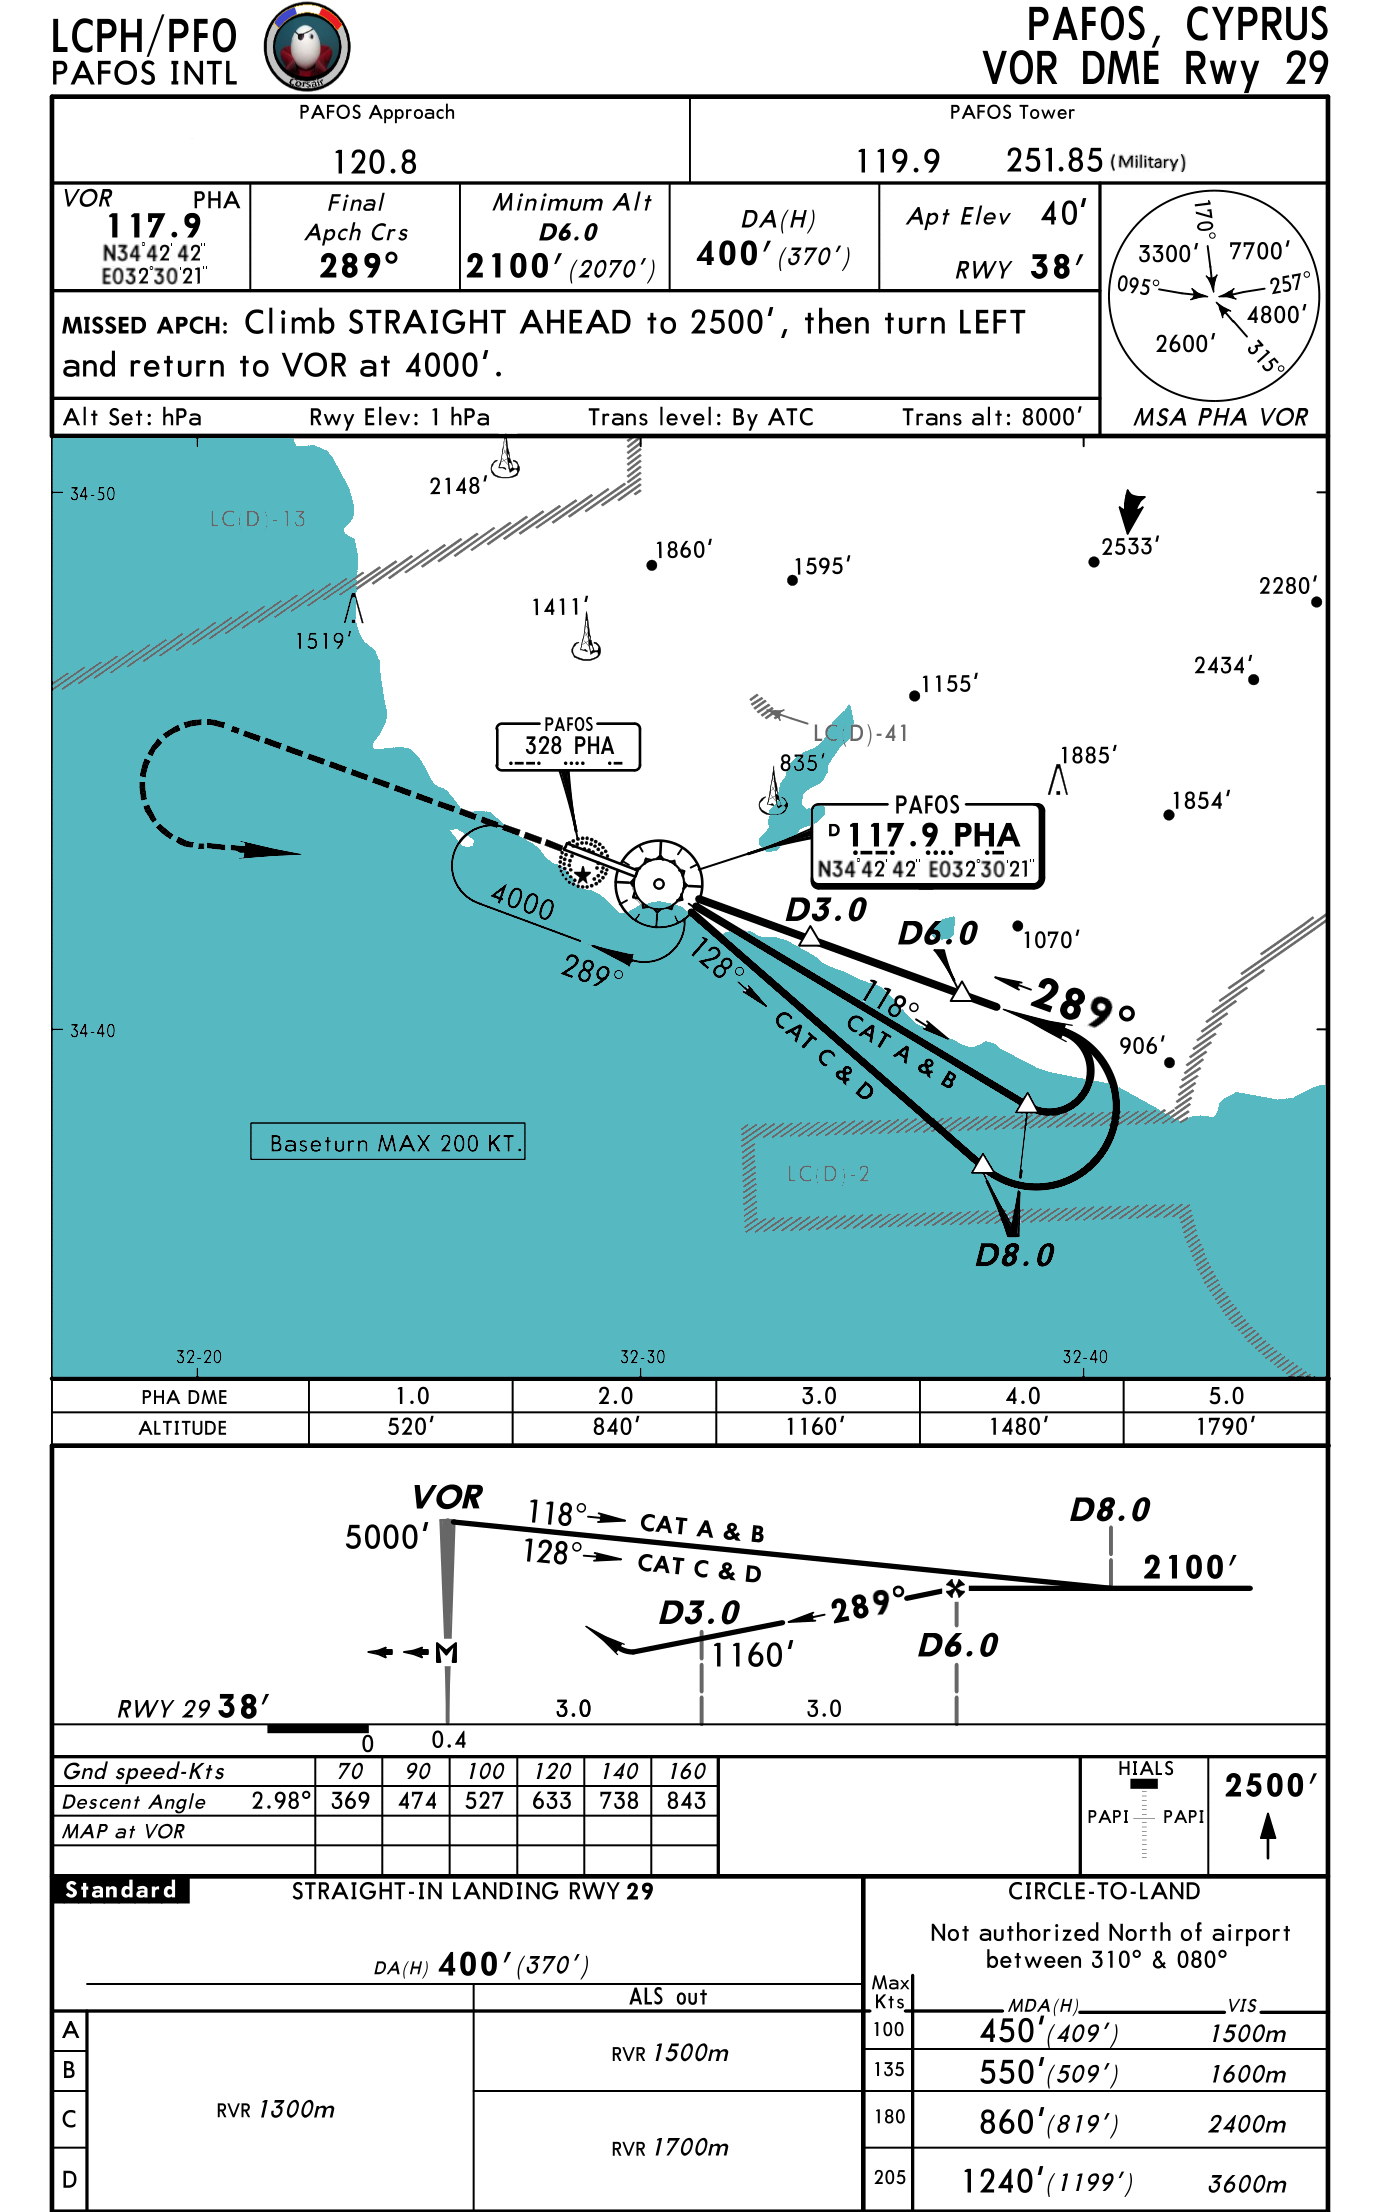 LCPH/PFO
PAFOS INTL
Corsair
PAFOS, CYPRUS
VOR DME Rwy 29
PAFOS Approach
120.8
PAFOS Tower
119.9 251.85 (Military)
VOR PHA
117.9
N34°42'42"
E032°30'21"
Final
Apch Crs
289°
Minimum Alt
D6.0
2100' (2070')
DA(H)
400' (370')
Apt Elev 40'
RWY 38'
170°
3300' 7700'
095° 257°
4800'
2600'
315°
MSA PHA VOR
MISSED APCH: Climb STRAIGHT AHEAD to 2500', then turn LEFT
and return to VOR at 4000'.
Alt Set: hPa Rwy Elev: 1 hPa Trans level: By ATC Trans alt: 8000'
34-50
2148'
LC(D)-13
1860'
1595'
2533'
2280'
1411'
1519'
2434'
1155'
LC(D)-41
PAFOS
328 PHA
835'
1885'
1854'
PAFOS
D 117.9 PHA
N34°42'42" E032°30'21"
4000
289°
D3.0
D6.0
1070'
128°
CAT C & D
118°
CAT A & B
289°
34-40
906'
Baseturn MAX 200 KT.
LC(D)-2
D8.0
32-20 32-30 32-40
PHA DME 1.0 2.0 3.0 4.0 5.0
ALTITUDE 520' 840' 1160' 1480' 1790'
VOR
5000'
118° CAT A & B
128° CAT C & D
D8.0
2100'
289°
D3.0
1160'
D6.0
M
RWY 29 38'
3.0 3.0
0 0.4
Gnd speed-Kts 70 90 100 120 140 160
Descent Angle 2.98° 369 474 527 633 738 843
MAP at VOR
HIALS
PAPI PAPI
2500'
Standard STRAIGHT-IN LANDING RWY 29
DA(H) 400' (370')
ALS out
A
B
C
D
RVR 1300m
RVR 1500m
RVR 1700m
CIRCLE-TO-LAND
Not authorized North of airport
between 310° & 080°
Max
Kts MDA(H) VIS
100 450' (409') 1500m
135 550' (509') 1600m
180 860' (819') 2400m
205 1240' (1199') 3600m